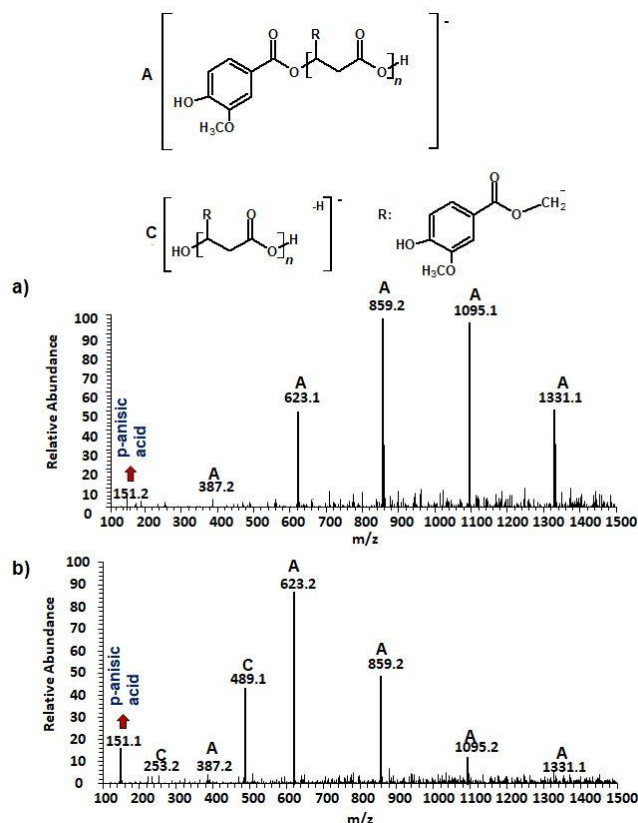 A
O
R
O
O
O
H
n
HO
H₃CO
-
C
R
O
-H
-
HO
O
H
n
R:
O
O
CH₂⁻
HO
H₃CO
a)
Relative Abundance
100
90
80
70
60
50
40
30
20
10
0
p-anisic
acid
151.2
A
387.2
A
623.1
A
859.2
A
1095.1
A
1331.1
100 200 300 400 500 600 700 800 900 1000 1100 1200 1300 1400 1500
m/z
b)
Relative Abundance
100
90
80
70
60
50
40
30
20
10
0
p-anisic
acid
151.1
C
253.2
A
387.2
C
489.1
A
623.2
A
859.2
A
1095.2
A
1331.1
100 200 300 400 500 600 700 800 900 1000 1100 1200 1300 1400 1500
m/z